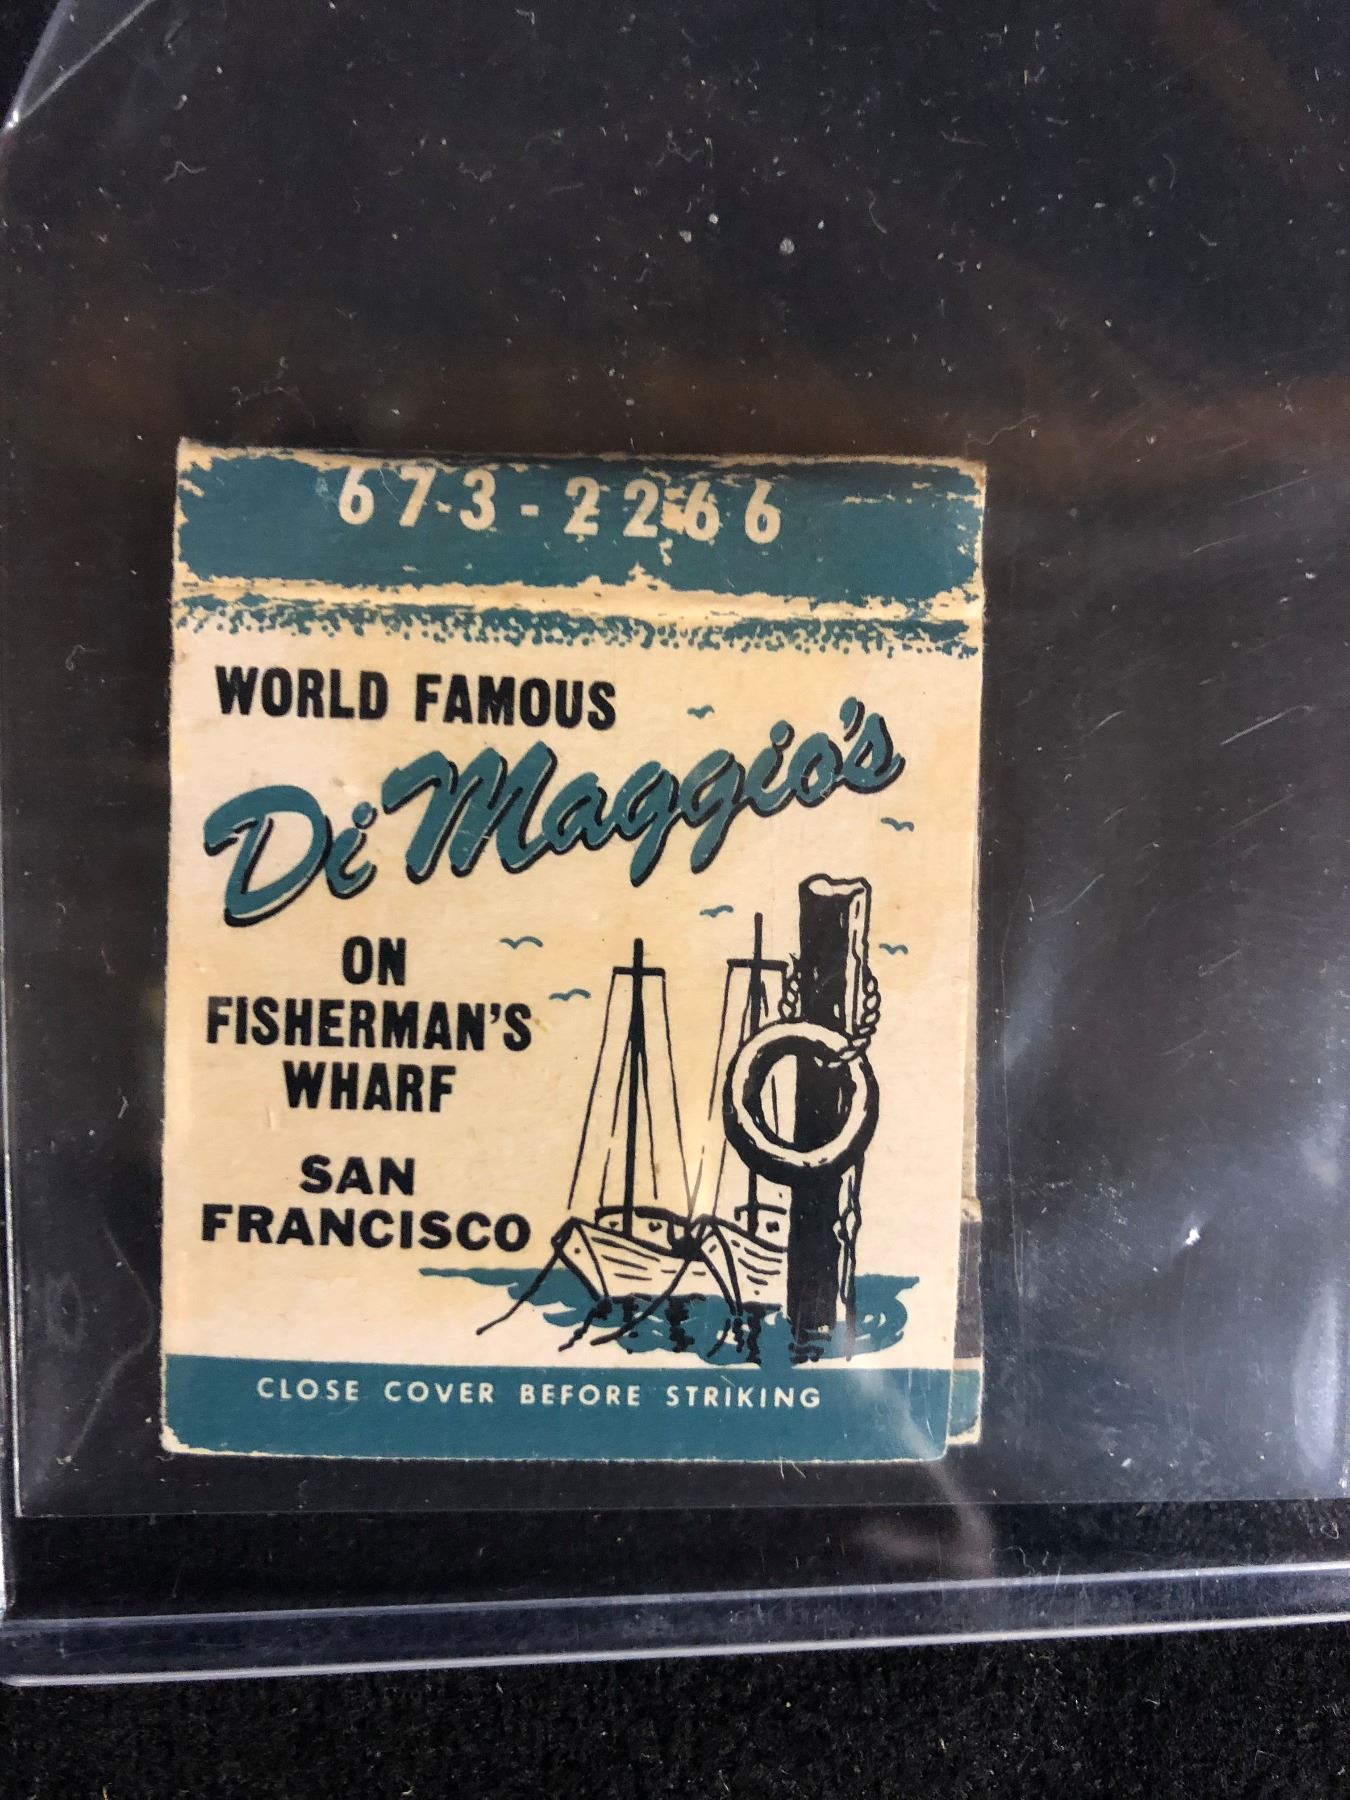 673-2266
WORLD FAMOUS
DiMaggio's
ON
FISHERMAN'S
WHARF
SAN
FRANCISCO
CLOSE COVER BEFORE STRIKING